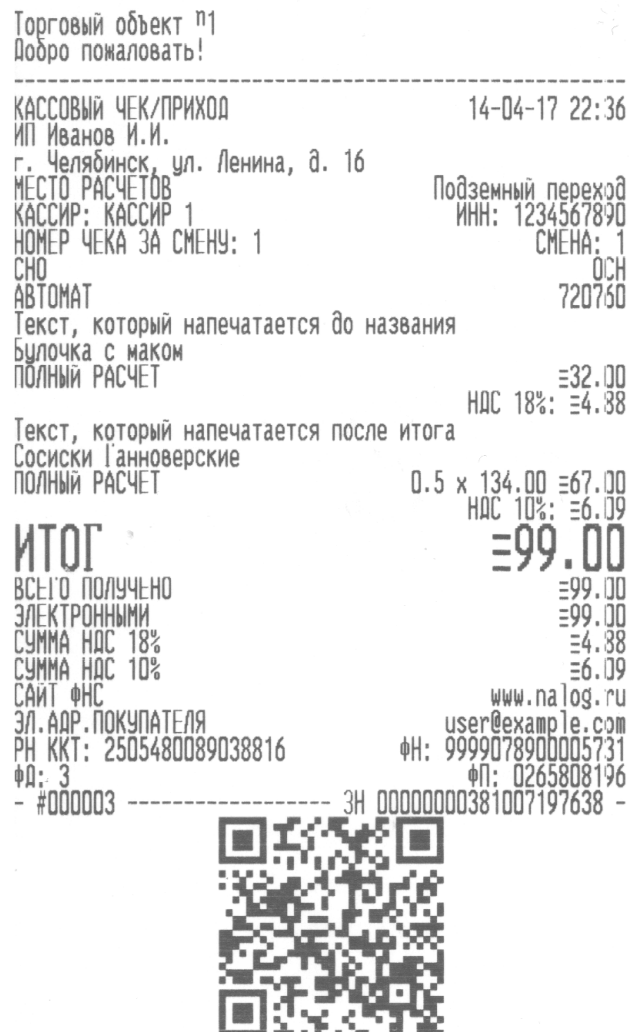 Торговый объект n1
Добро пожаловать!
КАССОВЫЙ ЧЕК/ПРИХОД 14-04-17 22:36
ИП Иванов И.И.
г. Челябинск, ул. Ленина, д. 16
МЕСТО РАСЧЕТОВ Подземный переход
КАССИР: КАССИР 1 ИНН: 1234567890
НОМЕР ЧЕКА ЗА СМЕНУ: 1 СМЕНА: 1
СНО ОСН
АВТОМАТ 720760
Текст, который напечатается до названия
Булочка с маком
ПОЛНЫЙ РАСЧЕТ ≡32.00
НДС 18%: ≡4.88
Текст, который напечатается после итога
Сосиски Ганноверские
ПОЛНЫЙ РАСЧЕТ 0.5 x 134.00 ≡67.00
НДС 10%: ≡6.09
ИТОГ ≡99.00
ВСЕГО ПОЛУЧЕНО ≡99.00
ЭЛЕКТРОННЫМИ ≡99.00
СУММА НДС 18% ≡4.88
СУММА НДС 10% ≡6.09
САЙТ ФНС www.nalog.ru
ЭЛ.АДР.ПОКУПАТЕЛЯ user@example.com
РН ККТ: 2505480089038816 ФН: 9999078900005731
ФД: 3 ФП: 0265808196
- #000003 ------------------ ЗН 00000000381007197638 -